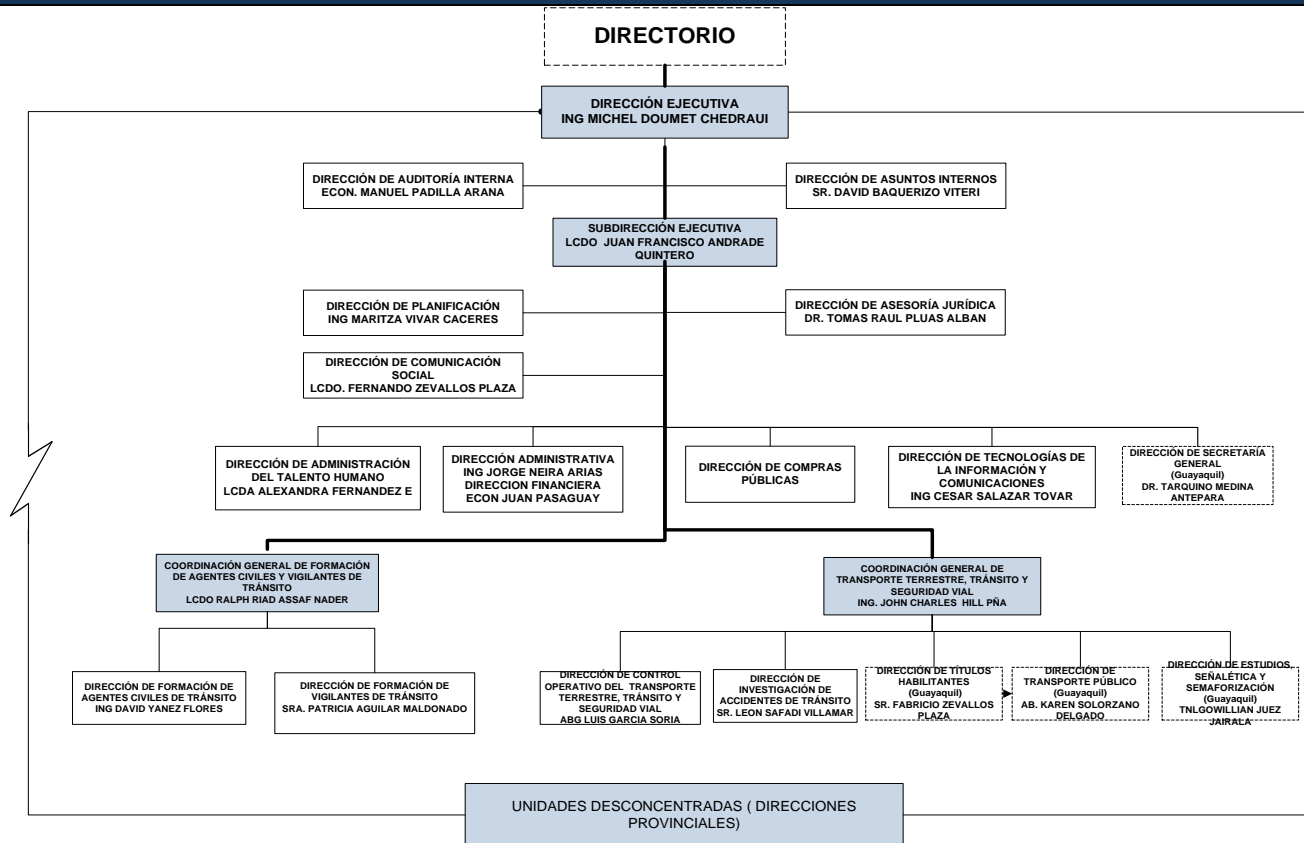 DIRECTORIO
DIRECCIÓN EJECUTIVA
ING MICHEL DOUMET CHEDRAUI
DIRECCIÓN DE AUDITORÍA INTERNA
ECON. MANUEL PADILLA ARANA
DIRECCIÓN DE ASUNTOS INTERNOS
SR. DAVID BAQUERIZO VITERI
SUBDIRECCIÓN EJECUTIVA
LCDO JUAN FRANCISCO ANDRADE
QUINTERO
DIRECCIÓN DE PLANIFICACIÓN
ING MARITZA VIVAR CACERES
DIRECCIÓN DE ASESORÍA JURÍDICA
DR. TOMAS RAUL PLUAS ALBAN
DIRECCIÓN DE COMUNICACIÓN
SOCIAL
LCDO. FERNANDO ZEVALLOS PLAZA
DIRECCIÓN DE ADMINISTRACIÓN
DEL TALENTO HUMANO
LCDA ALEXANDRA FERNANDEZ E
DIRECCIÓN ADMINISTRATIVA
ING JORGE NEIRA ARIAS
DIRECCION FINANCIERA
ECON JUAN PASAGUAY
DIRECCIÓN DE COMPRAS
PÚBLICAS
DIRECCIÓN DE TECNOLOGÍAS DE
LA INFORMACIÓN Y
COMUNICACIONES
ING CESAR SALAZAR TOVAR
DIRECCIÓN DE SECRETARÍA
GENERAL
(Guayaquil)
DR. TARQUINO MEDINA
ANTEPARA
COORDINACIÓN GENERAL DE FORMACIÓN
DE AGENTES CIVILES Y VIGILANTES DE
TRÁNSITO
LCDO RALPH RIAD ASSAF NADER
COORDINACIÓN GENERAL DE
TRANSPORTE TERRESTRE, TRÁNSITO Y
SEGURIDAD VIAL
ING. JOHN CHARLES HILL PÑA
DIRECCIÓN DE FORMACIÓN DE
AGENTES CIVILES DE TRÁNSITO
ING DAVID YANEZ FLORES
DIRECCIÓN DE FORMACIÓN DE
VIGILANTES DE TRÁNSITO
SRA. PATRICIA AGUILAR MALDONADO
DIRECCIÓN DE CONTROL
OPERATIVO DEL TRANSPORTE
TERRESTRE, TRÁNSITO Y
SEGURIDAD VIAL
ABG LUIS GARCIA SORIA
DIRECCIÓN DE
INVESTIGACIÓN DE
ACCIDENTES DE TRÁNSITO
SR. LEON SAFADI VILLAMAR
DIRECCIÓN DE TÍTULOS
HABILITANTES
(Guayaquil)
SR. FABRICIO ZEVALLOS
PLAZA
DIRECCIÓN DE
TRANSPORTE PÚBLICO
(Guayaquil)
AB. KAREN SOLORZANO
DELGADO
DIRECCIÓN DE ESTUDIOS,
SEÑALÉTICA Y
SEMAFORIZACIÓN
(Guayaquil)
TNLGOWILLIAN JUEZ
JAIRALA
UNIDADES DESCONCENTRADAS ( DIRECCIONES
PROVINCIALES)